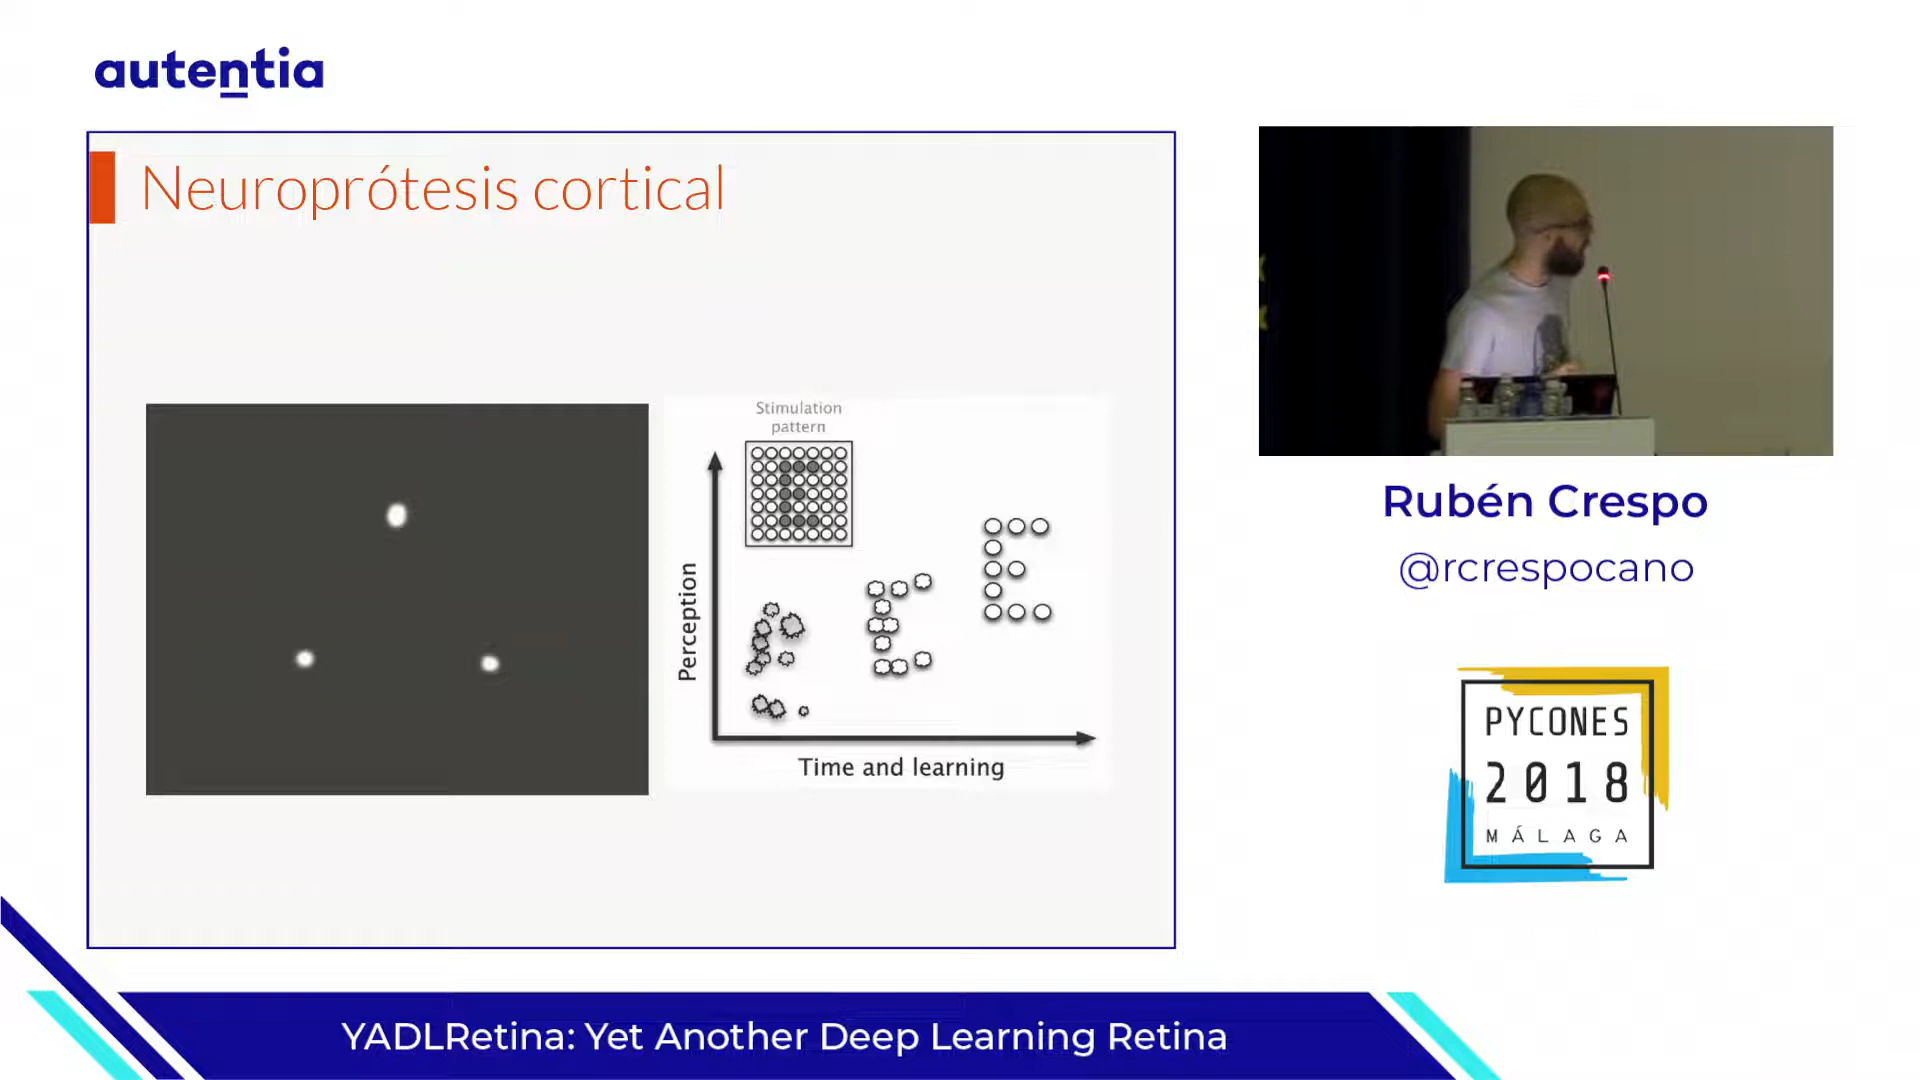 autentia
Neuroprótesis cortical
Stimulation
pattern
Perception
Time and learning
Rubén Crespo
@rcrespocano
PYCONES
2018
MÁLAGA
YADLRetina: Yet Another Deep Learning Retina